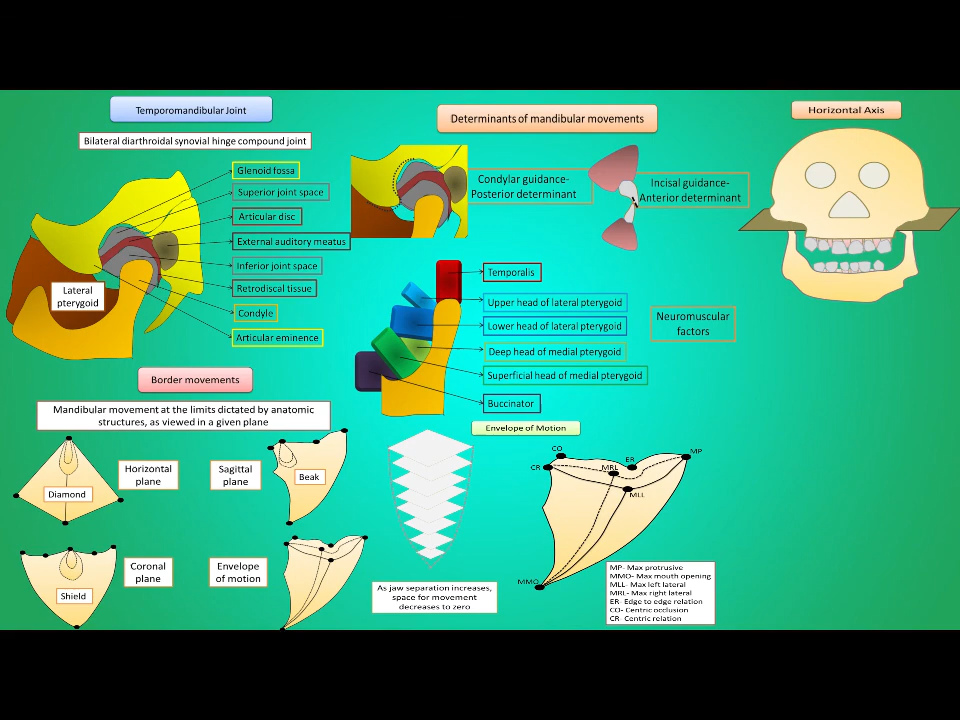 Temporomandibular Joint
Bilateral diarthroidal synovial hinge compound joint
Glenoid fossa
Superior joint space
Articular disc
External auditory meatus
Inferior joint space
Retrodiscal tissue
Condyle
Articular eminence
Lateral
pterygoid
Determinants of mandibular movements
Condylar guidance-
Posterior determinant
Incisal guidance-
Anterior determinant
Temporalis
Upper head of lateral pterygoid
Lower head of lateral pterygoid
Deep head of medial pterygoid
Superficial head of medial pterygoid
Buccinator
Neuromuscular
factors
Horizontal Axis
Border movements
Mandibular movement at the limits dictated by anatomic
structures, as viewed in a given plane
Diamond
Horizontal
plane
Sagittal
plane
Beak
Shield
Coronal
plane
Envelope
of motion
As jaw separation increases,
space for movement
decreases to zero
Envelope of Motion
CO
CR
MRL
ER
MP
MLL
MMO
MP- Max protrusive
MMO- Max mouth opening
MLL- Max left lateral
MRL- Max right lateral
ER- Edge to edge relation
CO- Centric occlusion
CR- Centric relation